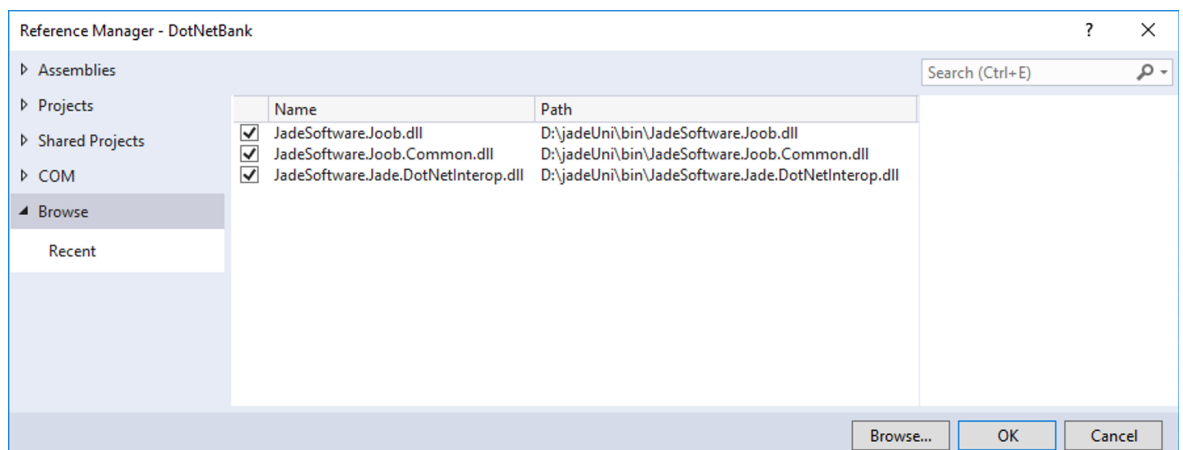 Reference Manager - DotNetBank ?
Assemblies
Search (Ctrl+E)
Projects
Name Path
Shared Projects
JadeSoftware.Joob.dll D:\jadeUni\bin\JadeSoftware.Joob.dll
JadeSoftware.Joob.Common.dll D:\jadeUni\bin\JadeSoftware.Joob.Common.dll
COM
JadeSoftware.Jade.DotNetInterop.dll D:\jadeUni\bin\JadeSoftware.Jade.DotNetInterop.dll
Browse
Recent
Browse... OK Cancel